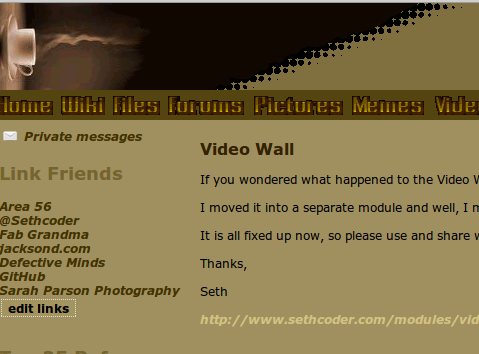 Home Wiki Files Forums Pictures Memes Video
Private messages
Link Friends
Area 56
@Sethcoder
Fab Grandma
jacksond.com
Defective Minds
GitHub
Sarah Parson Photography
edit links
Video Wall
If you wondered what happened to the Video W
I moved it into a separate module and well, I m
It is all fixed up now, so please use and share w
Thanks,
Seth
http://www.sethcoder.com/modules/vid